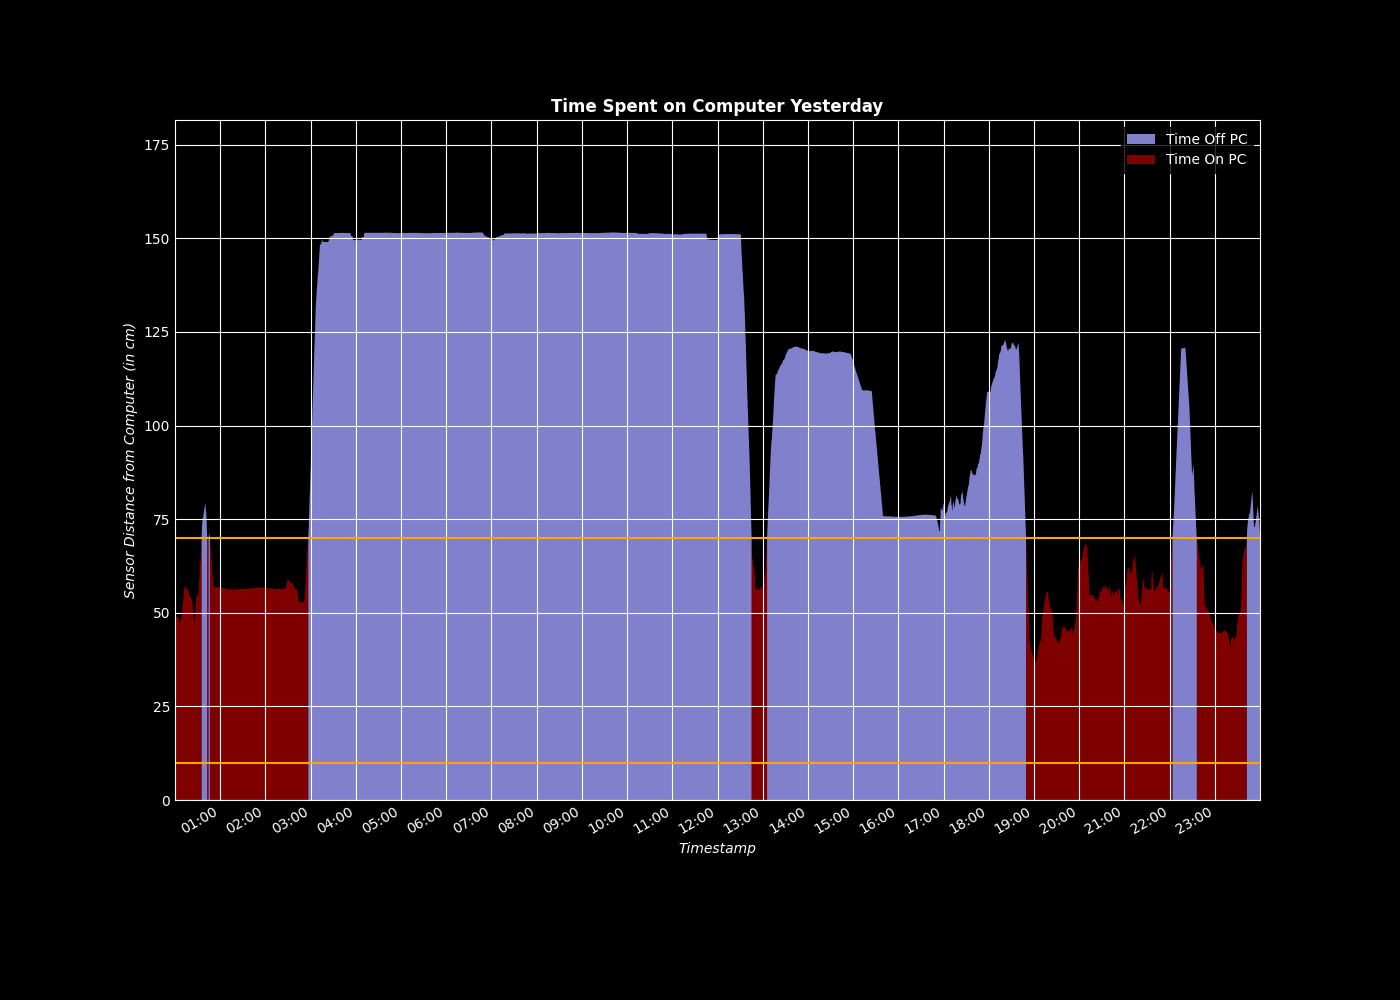 Time Spent on Computer Yesterday
Time Off PC
Time On PC
Sensor Distance from Computer (in cm)
175
150
125
100
75
50
25
0
01:00 02:00 03:00 04:00 05:00 06:00 07:00 08:00 09:00 10:00 11:00 12:00 13:00 14:00 15:00 16:00 17:00 18:00 19:00 20:00 21:00 22:00 23:00
Timestamp